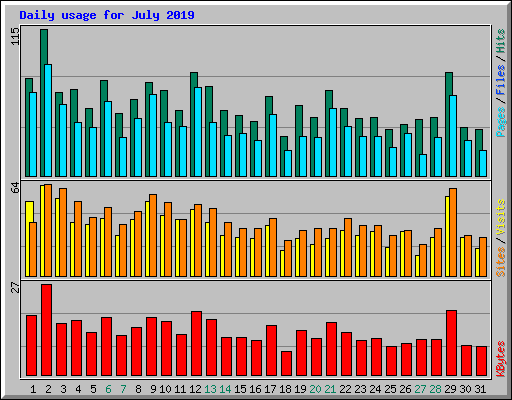 Daily usage for July 2019
115
Pages / Files / Hits
64
Sites / Visits
27
KBytes
1 2 3 4 5 6 7 8 9 10 11 12 13 14 15 16 17 18 19 20 21 22 23 24 25 26 27 28 29 30 31